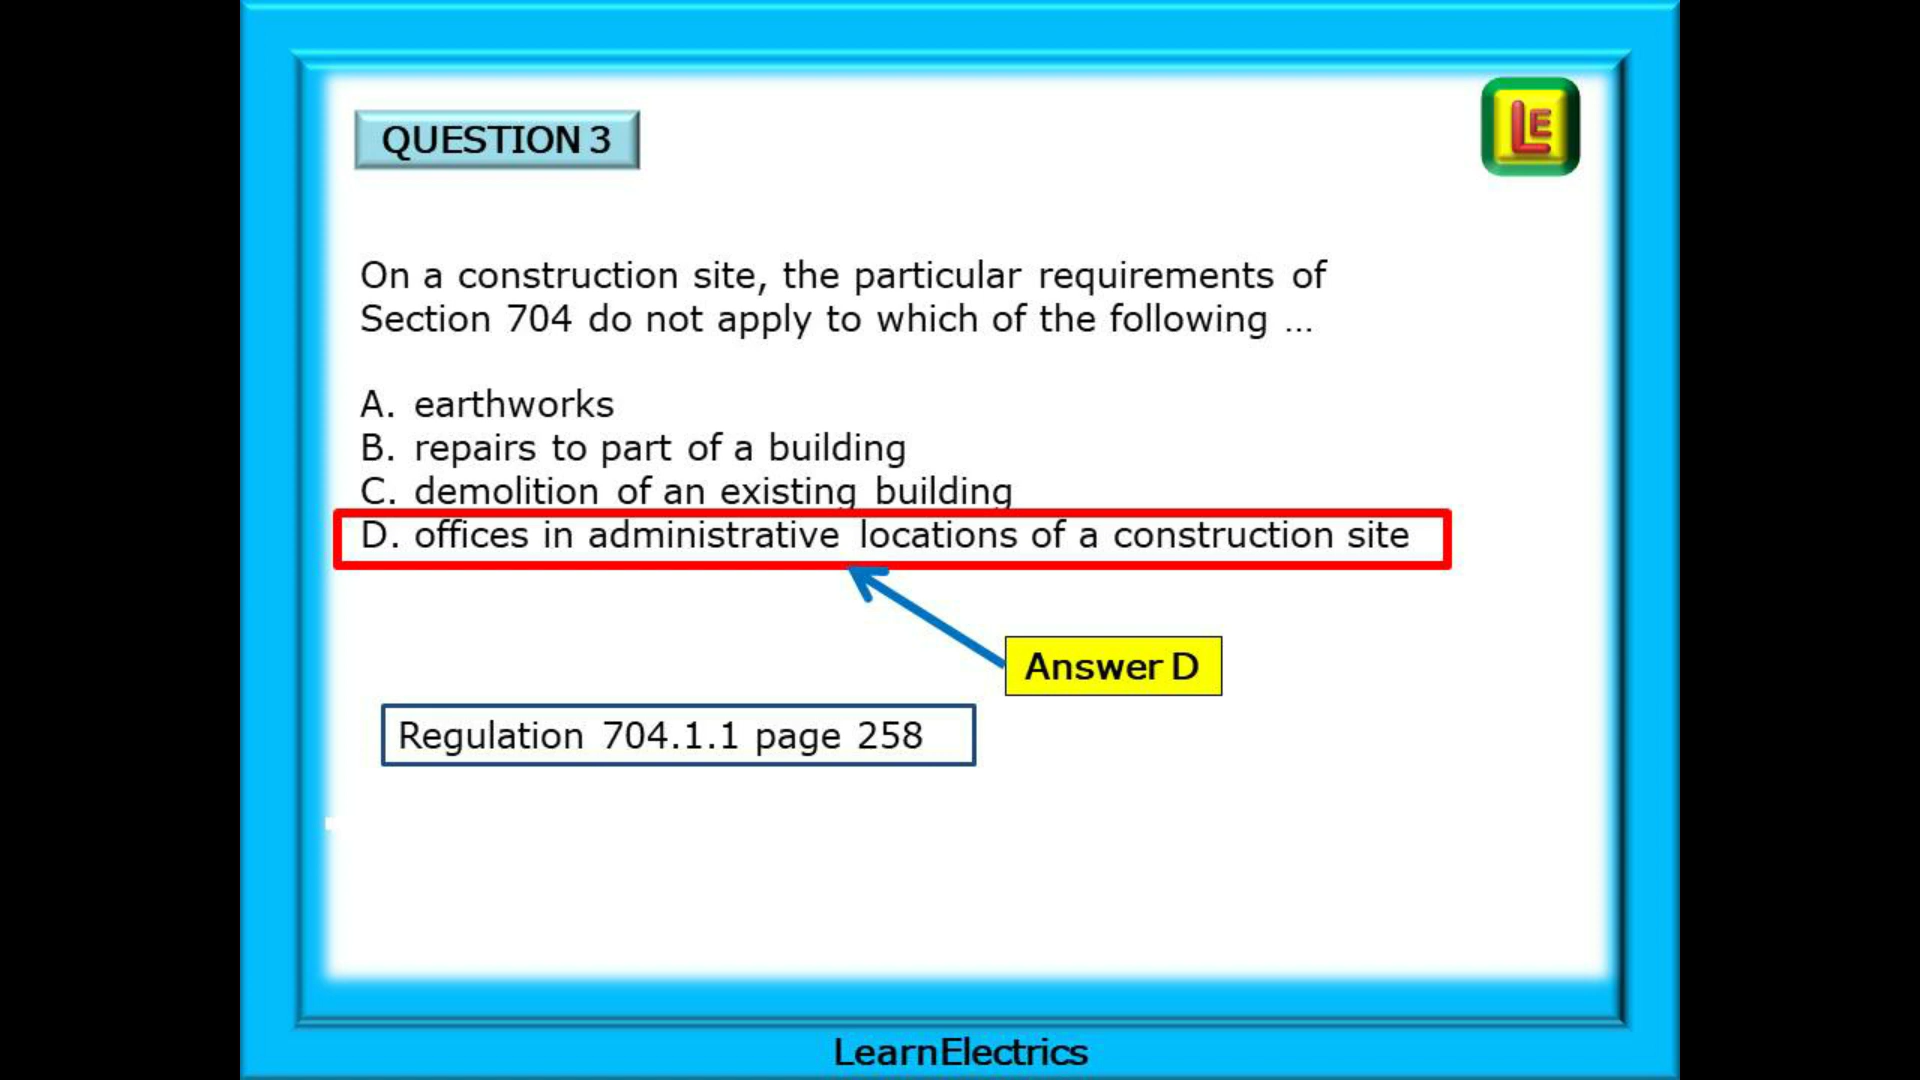 QUESTION 3
LE
On a construction site, the particular requirements of
Section 704 do not apply to which of the following ...
A. earthworks
B. repairs to part of a building
C. demolition of an existing building
D. offices in administrative locations of a construction site
Answer D
Regulation 704.1.1 page 258
LearnElectrics